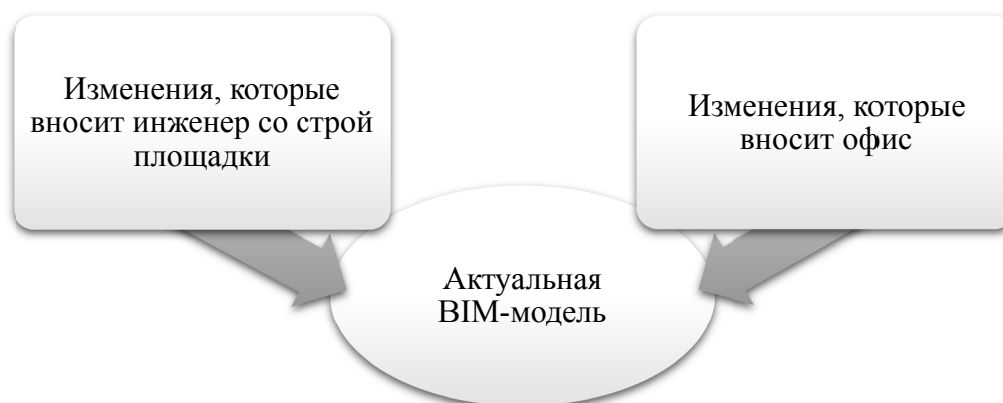 Изменения, которые
вносит инженер со строй
площадки
Изменения, которые
вносит офис
Актуальная
BIM-модель